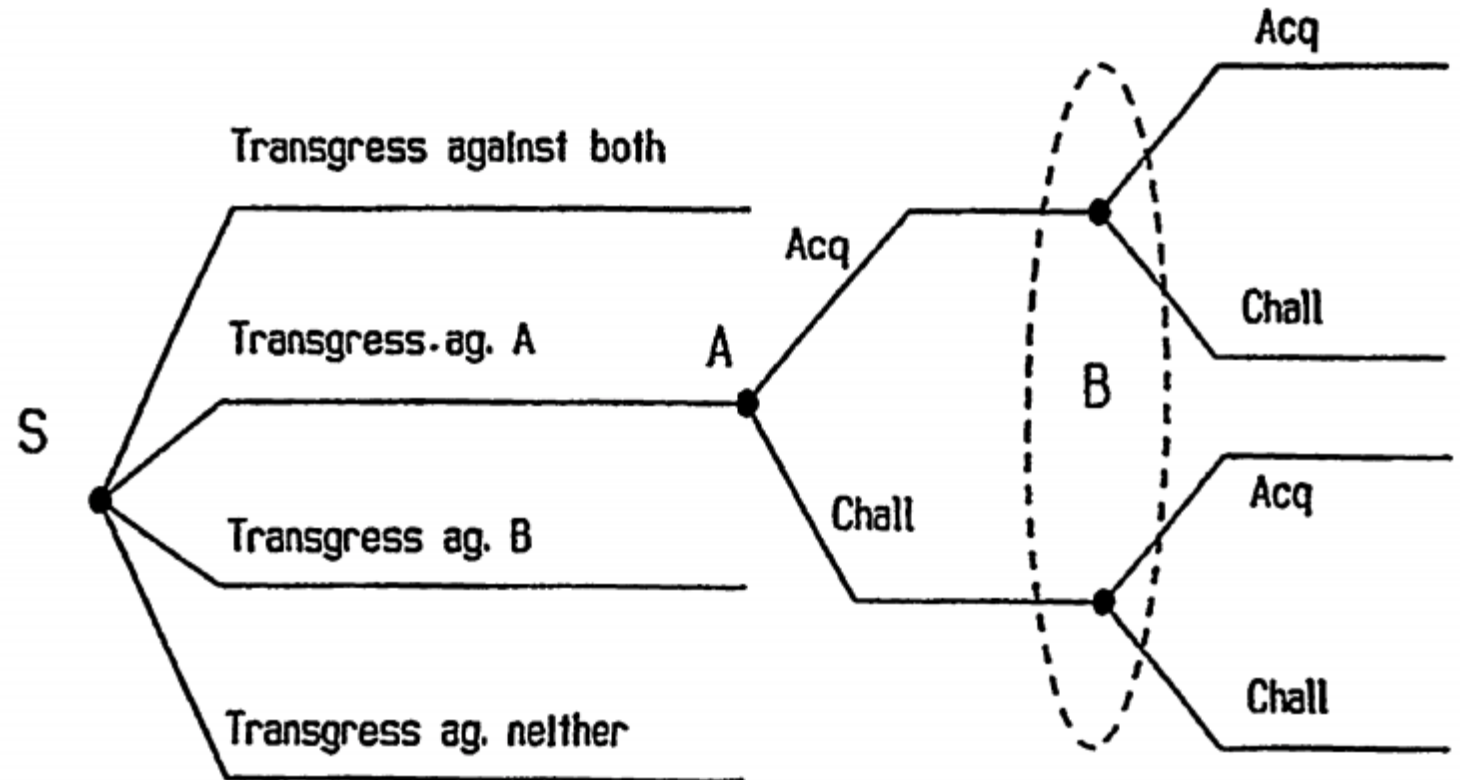 Acq
Transgress against both
Acq
Transgress.ag. A
A
Chall
B
S
Acq
Chall
Transgress ag. B
Chall
Transgress ag. neither